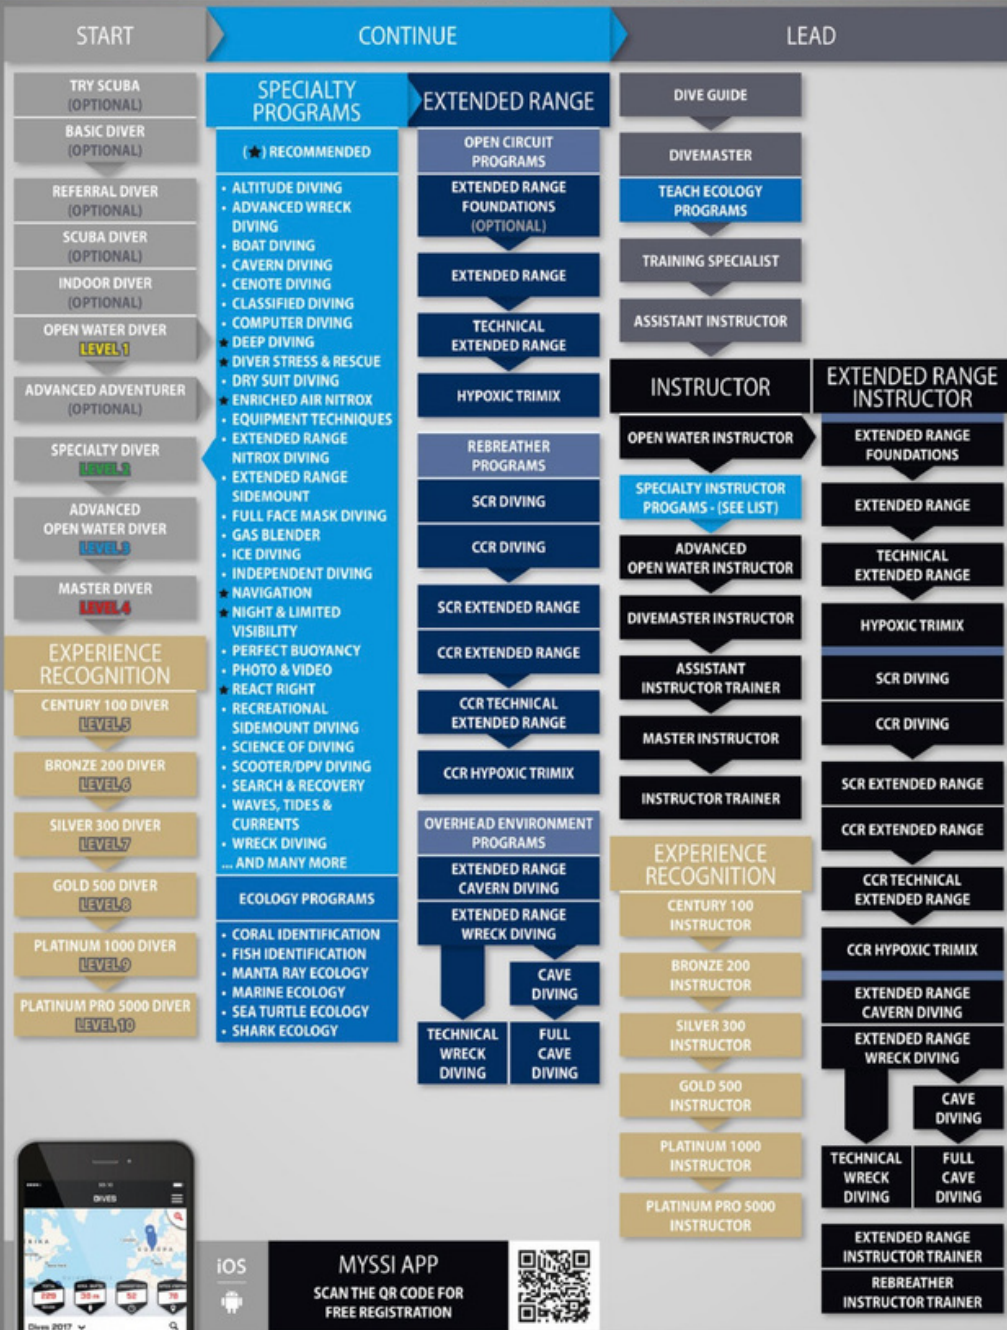 START
CONTINUE
LEAD
TRY SCUBA
(OPTIONAL)
BASIC DIVER
(OPTIONAL)
REFERRAL DIVER
(OPTIONAL)
SCUBA DIVER
(OPTIONAL)
INDOOR DIVER
(OPTIONAL)
OPEN WATER DIVER
LEVEL 1
ADVANCED ADVENTURER
(OPTIONAL)
SPECIALTY DIVER
LEVEL 2
ADVANCED
OPEN WATER DIVER
LEVEL 3
MASTER DIVER
LEVEL 4
EXPERIENCE
RECOGNITION
CENTURY 100 DIVER
LEVEL 5
BRONZE 200 DIVER
LEVEL 6
SILVER 300 DIVER
LEVEL 7
GOLD 500 DIVER
LEVEL 8
PLATINUM 1000 DIVER
LEVEL 9
PLATINUM PRO 5000 DIVER
LEVEL 10
SPECIALTY
PROGRAMS
(★) RECOMMENDED
• ALTITUDE DIVING
• ADVANCED WRECK
DIVING
• BOAT DIVING
• CAVERN DIVING
• CENOTE DIVING
• CLASSIFIED DIVING
• COMPUTER DIVING
★ DEEP DIVING
★ DIVER STRESS & RESCUE
• DRY SUIT DIVING
★ ENRICHED AIR NITROX
• EQUIPMENT TECHNIQUES
• EXTENDED RANGE
NITROX DIVING
• EXTENDED RANGE
SIDEMOUNT
• FULL FACE MASK DIVING
• GAS BLENDER
• ICE DIVING
• INDEPENDENT DIVING
★ NAVIGATION
★ NIGHT & LIMITED
VISIBILITY
• PERFECT BUOYANCY
• PHOTO & VIDEO
★ REACT RIGHT
• RECREATIONAL
SIDEMOUNT DIVING
• SCIENCE OF DIVING
• SCOOTER/DPV DIVING
• SEARCH & RECOVERY
• WAVES, TIDES &
CURRENTS
• WRECK DIVING
... AND MANY MORE
ECOLOGY PROGRAMS
• CORAL IDENTIFICATION
• FISH IDENTIFICATION
• MANTA RAY ECOLOGY
• MARINE ECOLOGY
• SEA TURTLE ECOLOGY
• SHARK ECOLOGY
EXTENDED RANGE
OPEN CIRCUIT
PROGRAMS
EXTENDED RANGE
FOUNDATIONS
(OPTIONAL)
EXTENDED RANGE
TECHNICAL
EXTENDED RANGE
HYPOXIC TRIMIX
REBREATHER
PROGRAMS
SCR DIVING
CCR DIVING
SCR EXTENDED RANGE
CCR EXTENDED RANGE
CCR TECHNICAL
EXTENDED RANGE
CCR HYPOXIC TRIMIX
OVERHEAD ENVIRONMENT
PROGRAMS
EXTENDED RANGE
CAVERN DIVING
EXTENDED RANGE
WRECK DIVING
CAVE
DIVING
TECHNICAL
WRECK
DIVING
FULL
CAVE
DIVING
DIVE GUIDE
DIVEMASTER
TEACH ECOLOGY
PROGRAMS
TRAINING SPECIALIST
ASSISTANT INSTRUCTOR
INSTRUCTOR
OPEN WATER INSTRUCTOR
SPECIALTY INSTRUCTOR
PROGAMS - (SEE LIST)
ADVANCED
OPEN WATER INSTRUCTOR
DIVEMASTER INSTRUCTOR
ASSISTANT
INSTRUCTOR TRAINER
MASTER INSTRUCTOR
INSTRUCTOR TRAINER
EXPERIENCE
RECOGNITION
CENTURY 100
INSTRUCTOR
BRONZE 200
INSTRUCTOR
SILVER 300
INSTRUCTOR
GOLD 500
INSTRUCTOR
PLATINUM 1000
INSTRUCTOR
PLATINUM PRO 5000
INSTRUCTOR
EXTENDED RANGE
INSTRUCTOR
EXTENDED RANGE
FOUNDATIONS
EXTENDED RANGE
TECHNICAL
EXTENDED RANGE
HYPOXIC TRIMIX
SCR DIVING
CCR DIVING
SCR EXTENDED RANGE
CCR EXTENDED RANGE
CCR TECHNICAL
EXTENDED RANGE
CCR HYPOXIC TRIMIX
EXTENDED RANGE
CAVERN DIVING
EXTENDED RANGE
WRECK DIVING
CAVE
DIVING
TECHNICAL
WRECK
DIVING
FULL
CAVE
DIVING
EXTENDED RANGE
INSTRUCTOR TRAINER
REBREATHER
INSTRUCTOR TRAINER
DIVES
EUROPA
229
30 m
52
78
Dives 2017
iOS
MYSSI APP
SCAN THE QR CODE FOR
FREE REGISTRATION